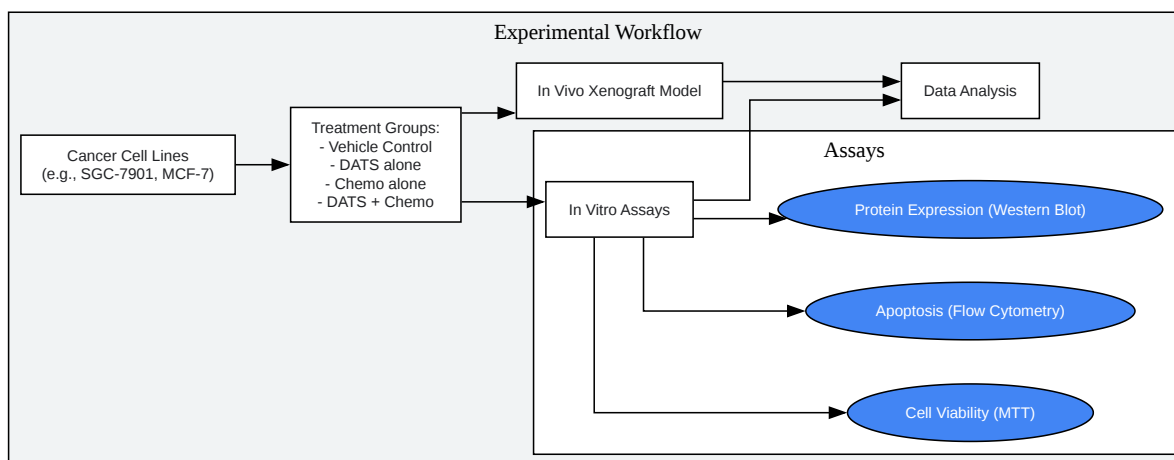 Experimental Workflow
Cancer Cell Lines
(e.g., SGC-7901, MCF-7)
Treatment Groups:
- Vehicle Control
- DATS alone
- Chemo alone
- DATS + Chemo
In Vivo Xenograft Model
Data Analysis
Assays
In Vitro Assays
Protein Expression (Western Blot)
Apoptosis (Flow Cytometry)
Cell Viability (MTT)